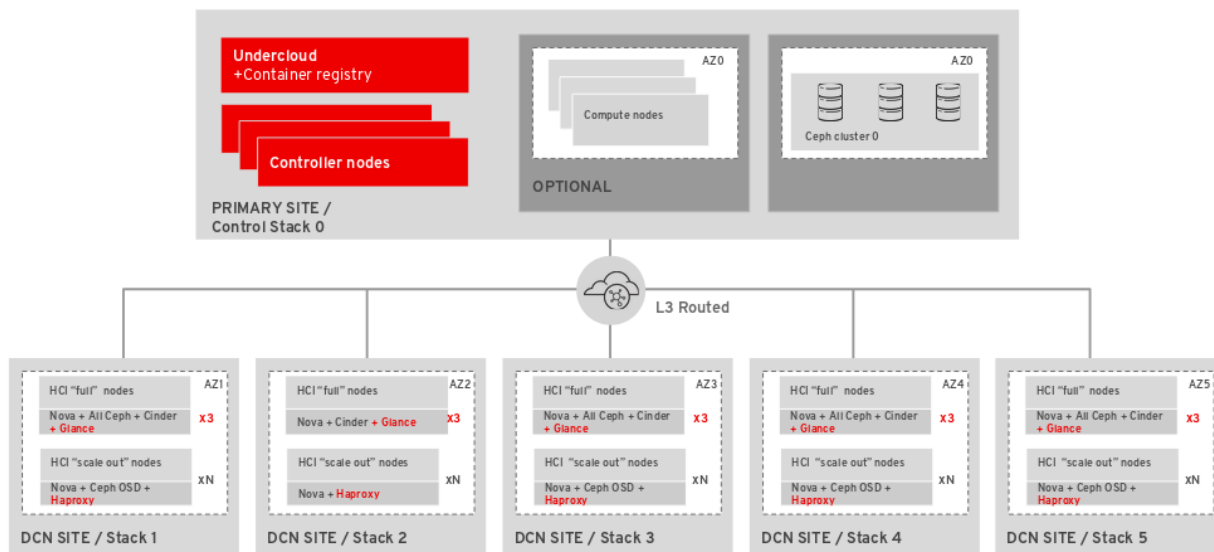 Undercloud
+Container registry
Controller nodes
PRIMARY SITE /
Control Stack 0
AZ0
Compute nodes
OPTIONAL
AZ0
Ceph cluster 0
L3 Routed
HCI “full” nodes
AZ1
Nova + All Ceph + Cinder
+ Glance
x3
HCI “scale out” nodes
Nova + Ceph OSD +
Haproxy
xN
DCN SITE / Stack 1
HCI “full” nodes
AZ2
Nova + Cinder + Glance
x3
HCI “scale out” nodes
Nova + Haproxy
xN
DCN SITE / Stack 2
HCI “full” nodes
AZ3
Nova + All Ceph + Cinder
+ Glance
x3
HCI “scale out” nodes
Nova + Ceph OSD +
Haproxy
xN
DCN SITE / Stack 3
HCI “full” nodes
AZ4
Nova + All Ceph + Cinder
+ Glance
x3
HCI “scale out” nodes
Nova + Ceph OSD +
Haproxy
xN
DCN SITE / Stack 4
HCI “full” nodes
AZ5
Nova + All Ceph + Cinder
+ Glance
x3
HCI “scale out” nodes
Nova + Ceph OSD +
Haproxy
xN
DCN SITE / Stack 5